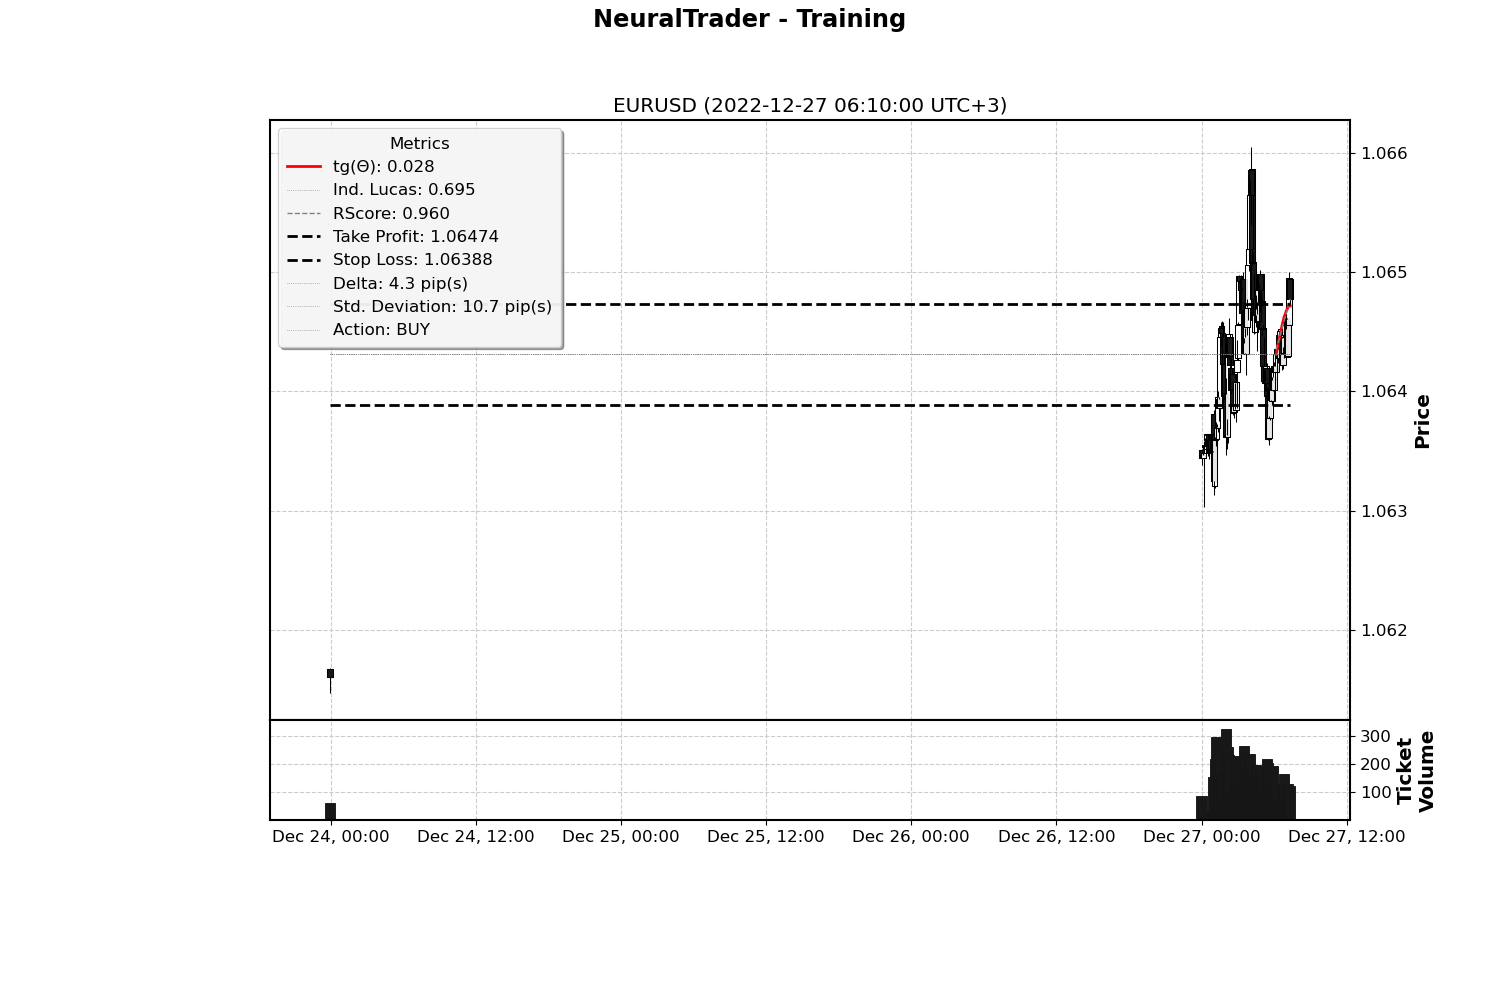 NeuralTrader - Training
EURUSD (2022-12-27 06:10:00 UTC+3)
Metrics
tg(Θ): 0.028
Ind. Lucas: 0.695
RScore: 0.960
Take Profit: 1.06474
Stop Loss: 1.06388
Delta: 4.3 pip(s)
Std. Deviation: 10.7 pip(s)
Action: BUY
1.066
1.065
1.064
1.063
1.062
Price
300
200
100
Ticket
Volume
Dec 24, 00:00 Dec 24, 12:00 Dec 25, 00:00 Dec 25, 12:00 Dec 26, 00:00 Dec 26, 12:00 Dec 27, 00:00 Dec 27, 12:00